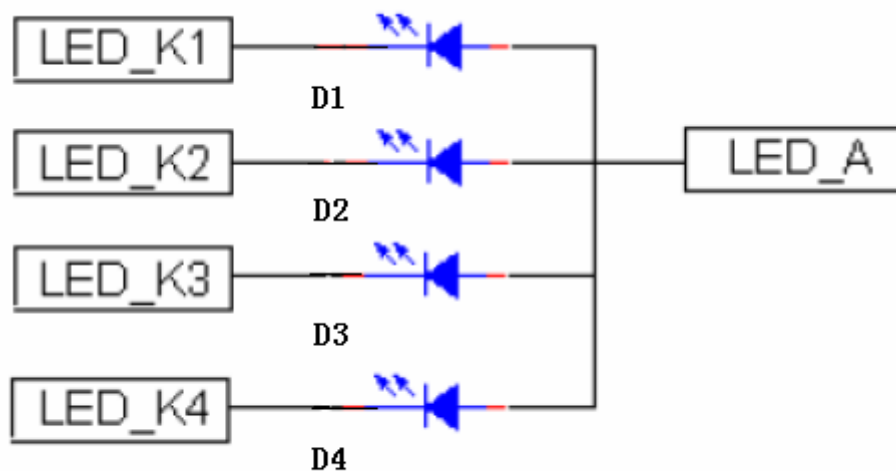 LED_K1
D1
LED_K2
LED_A
D2
LED_K3
D3
LED_K4
D4